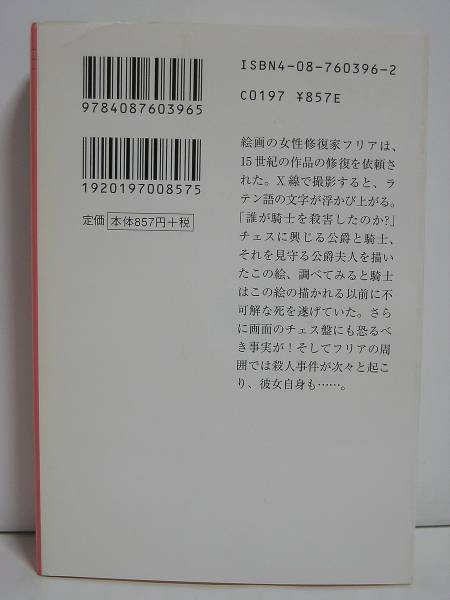 ISBN4-08-760396-2
C0197 ¥857E
9784087603965
1920197008575
定価 本体857円+税
絵画の女性修復家フリアは、
15世紀の作品の修復を依頼さ
れた。X線で撮影すると、ラ
テン語の文字が浮かび上がる。
「誰が騎士を殺害したのか?」
チェスに興じる公爵と騎士、
それを見守る公爵夫人を描い
たこの絵、調べてみると騎士
はこの絵の描かれる以前に不
可解な死を遂げていた。さら
に画面のチェス盤にも恐るべ
き事実が!そしてフリアの周
囲では殺人事件が次々と起こ
り、彼女自身も……。